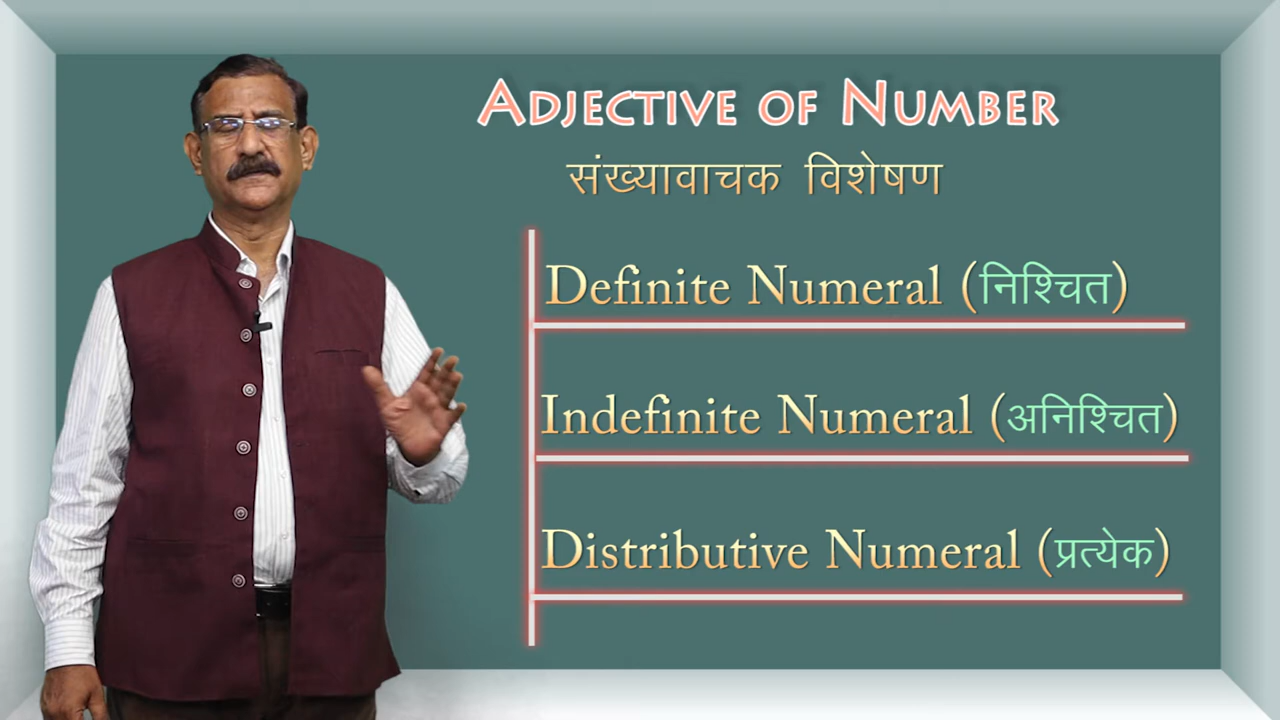 ADJECTIVE OF NUMBER
संख्यावाचक विशेषण
Definite Numeral (निश्चित)
Indefinite Numeral (अनिश्चित)
Distributive Numeral (प्रत्येक)